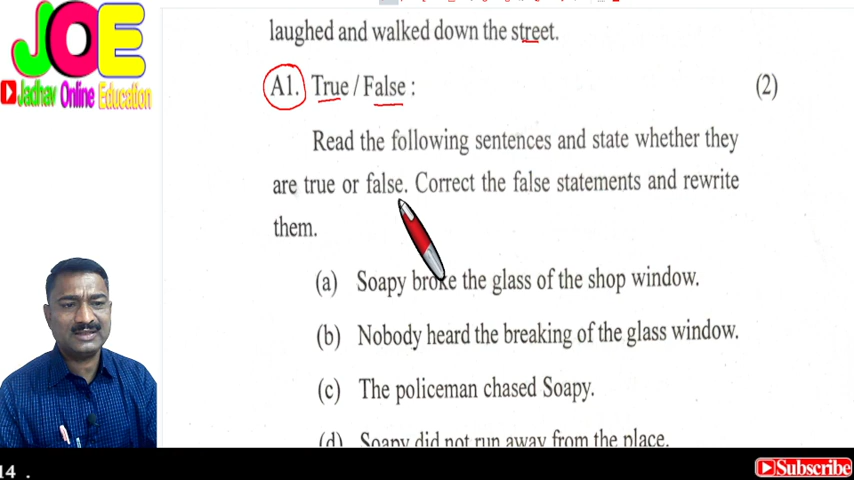 JOE
Jadhav Online Education
laughed and walked down the street.
A1. True / False : (2)
Read the following sentences and state whether they
are true or false. Correct the false statements and rewrite
them.
(a) Soapy broke the glass of the shop window.
(b) Nobody heard the breaking of the glass window.
(c) The policeman chased Soapy.
(d) Soapy did not run away from the place.
14 .
Subscribe